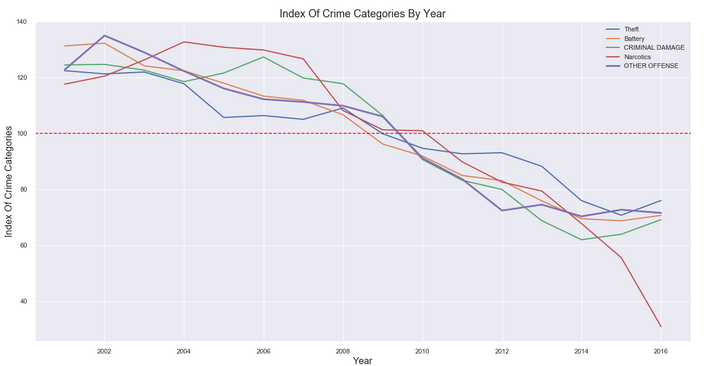 Index Of Crime Categories By Year
140
120
100
80
60
40
Index Of Crime Categories
Theft
Battery
CRIMINAL DAMAGE
Narcotics
OTHER OFFENSE
2002 2004 2006 2008 2010 2012 2014 2016
Year